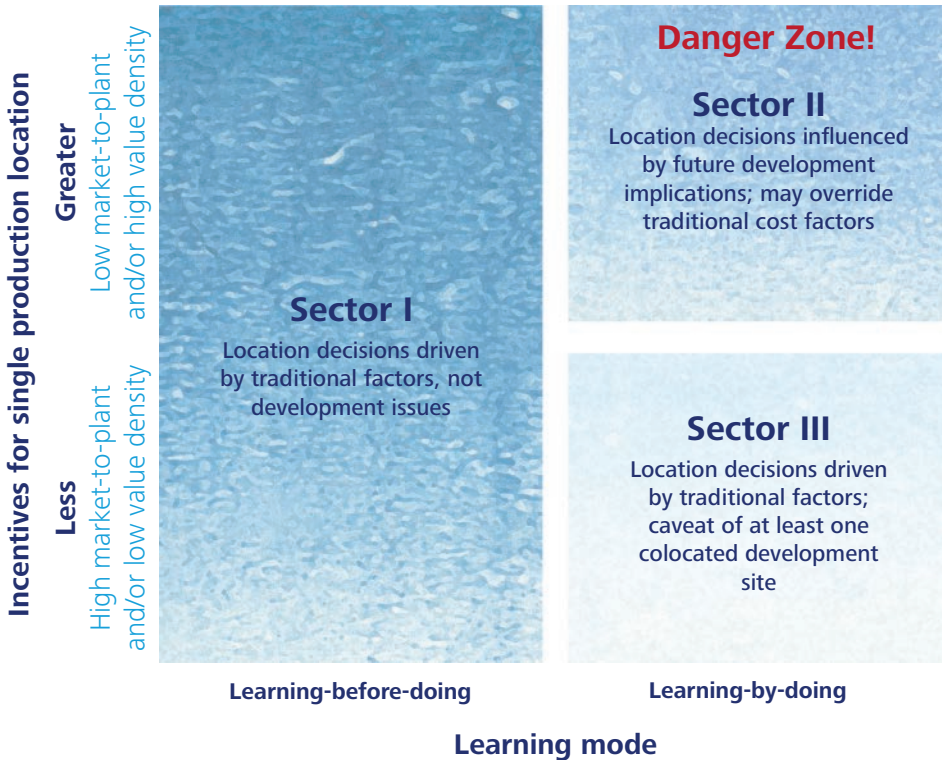 Incentives for single production location
Greater
Low market-to-plant
and/or high value density
Less
High market-to-plant
and/or low value density
Sector I
Location decisions driven
by traditional factors, not
development issues
Danger Zone!
Sector II
Location decisions influenced
by future development
implications; may override
traditional cost factors
Sector III
Location decisions driven
by traditional factors;
caveat of at least one
colocated development
site
Learning-before-doing
Learning-by-doing
Learning mode